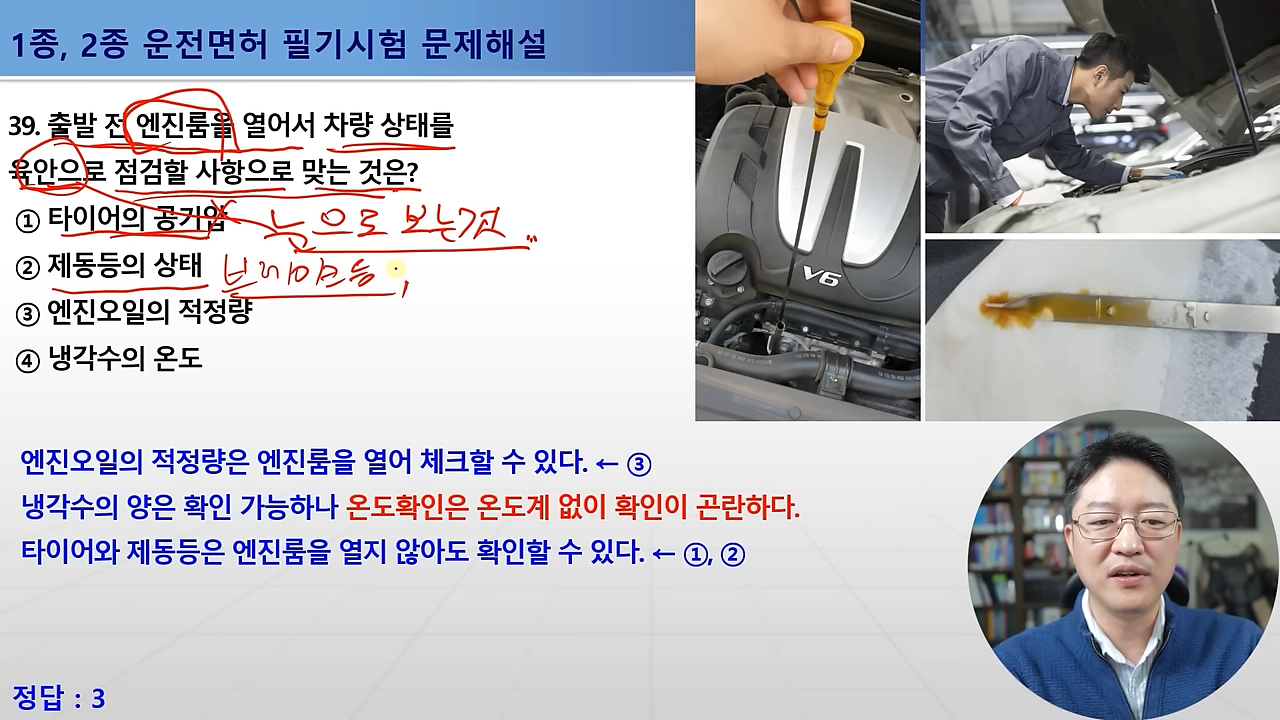 1종, 2종 운전면허 필기시험 문제해설
39. 출발 전 엔진룸을 열어서 차량 상태를
육안으로 점검할 사항으로 맞는 것은?
① 타이어의 공기압 눈으로 보는것
② 제동등의 상태 브레이크등
③ 엔진오일의 적정량
④ 냉각수의 온도
V6
엔진오일의 적정량은 엔진룸을 열어 체크할 수 있다. ← ③
냉각수의 양은 확인 가능하나 온도확인은 온도계 없이 확인이 곤란하다.
타이어와 제동등은 엔진룸을 열지 않아도 확인할 수 있다. ← ①, ②
정답 : 3